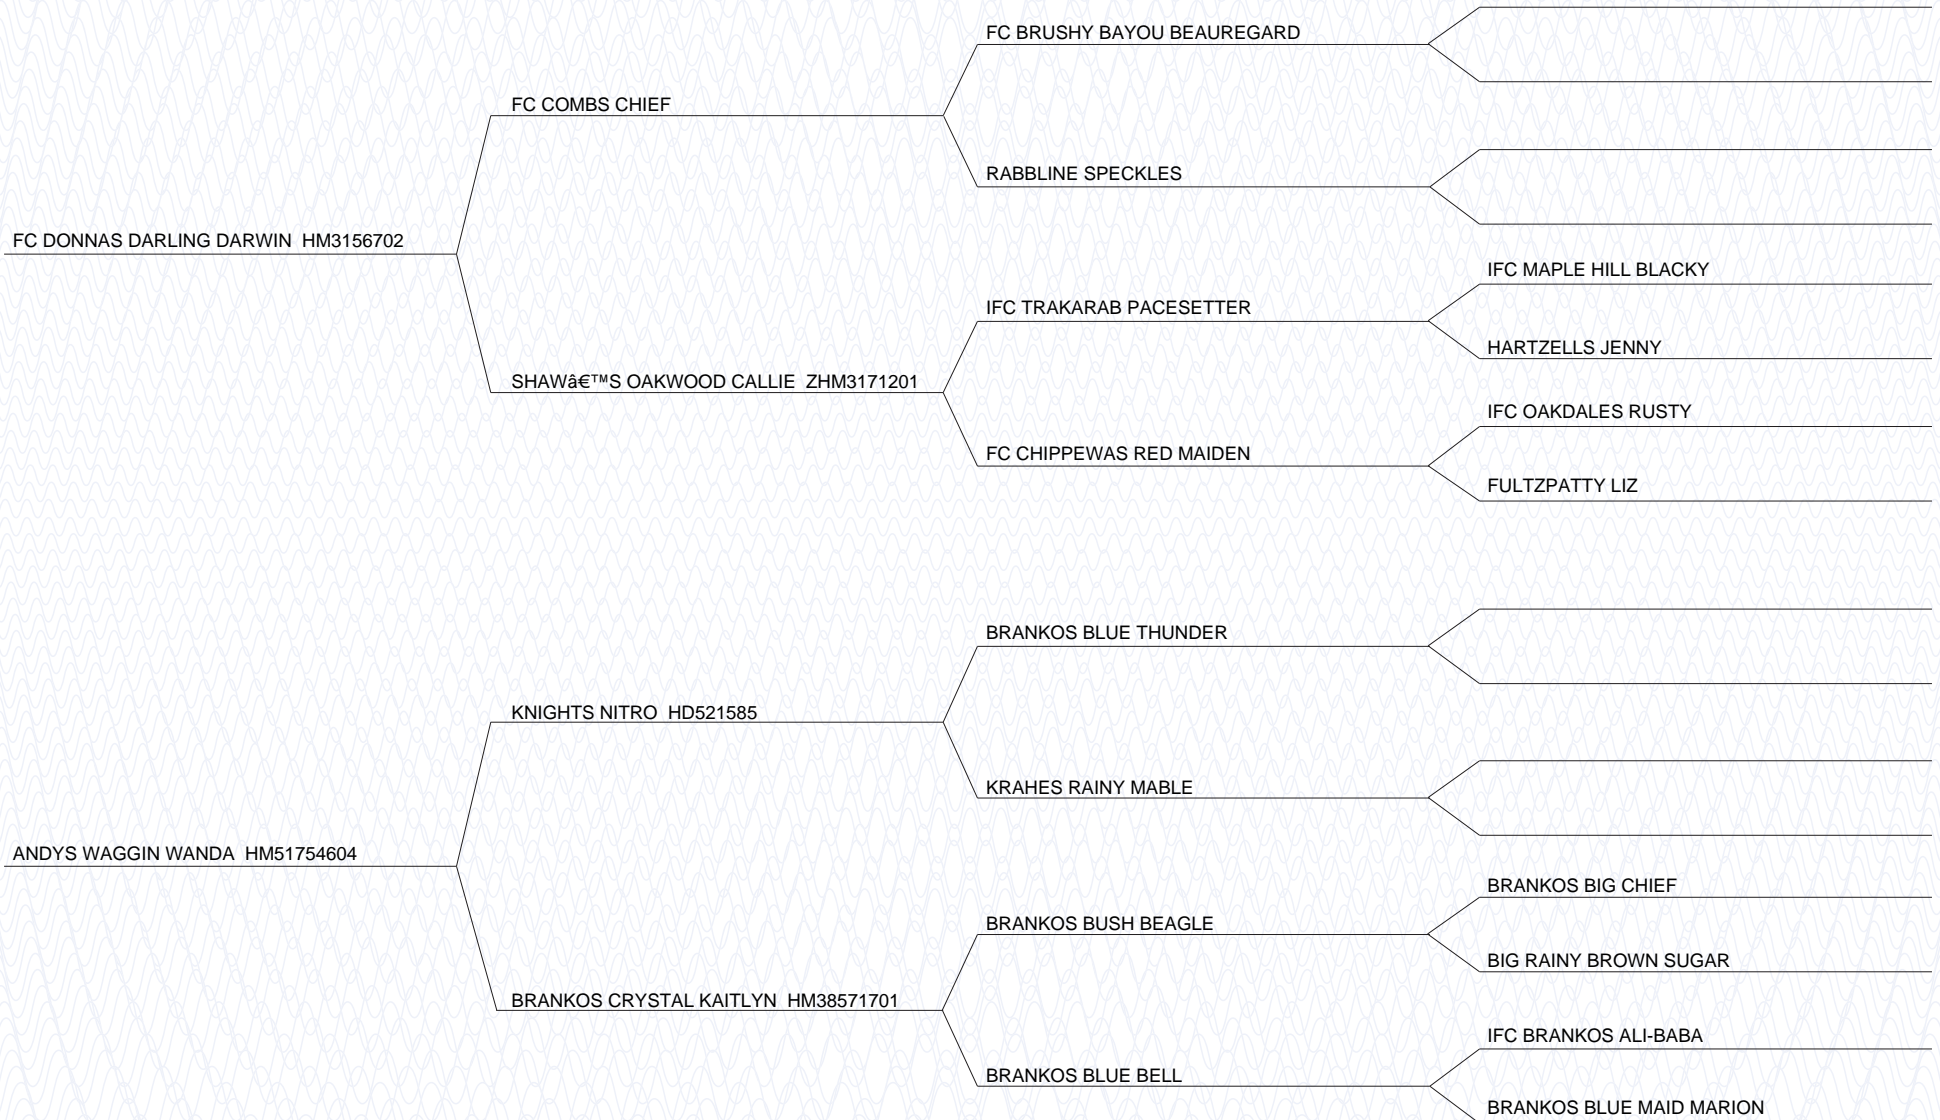 FC BRUSHY BAYOU BEAUREGARD
FC COMBS CHIEF
RABBLINE SPECKLES
FC DONNAS DARLING DARWIN HM3156702
IFC MAPLE HILL BLACKY
IFC TRAKARAB PACESETTER
HARTZELLS JENNY
SHAWâ€™S OAKWOOD CALLIE ZHM3171201
IFC OAKDALES RUSTY
FC CHIPPEWAS RED MAIDEN
FULTZPATTY LIZ
BRANKOS BLUE THUNDER
KNIGHTS NITRO HD521585
KRAHES RAINY MABLE
ANDYS WAGGIN WANDA HM51754604
BRANKOS BIG CHIEF
BRANKOS BUSH BEAGLE
BIG RAINY BROWN SUGAR
BRANKOS CRYSTAL KAITLYN HM38571701
IFC BRANKOS ALI-BABA
BRANKOS BLUE BELL
BRANKOS BLUE MAID MARION